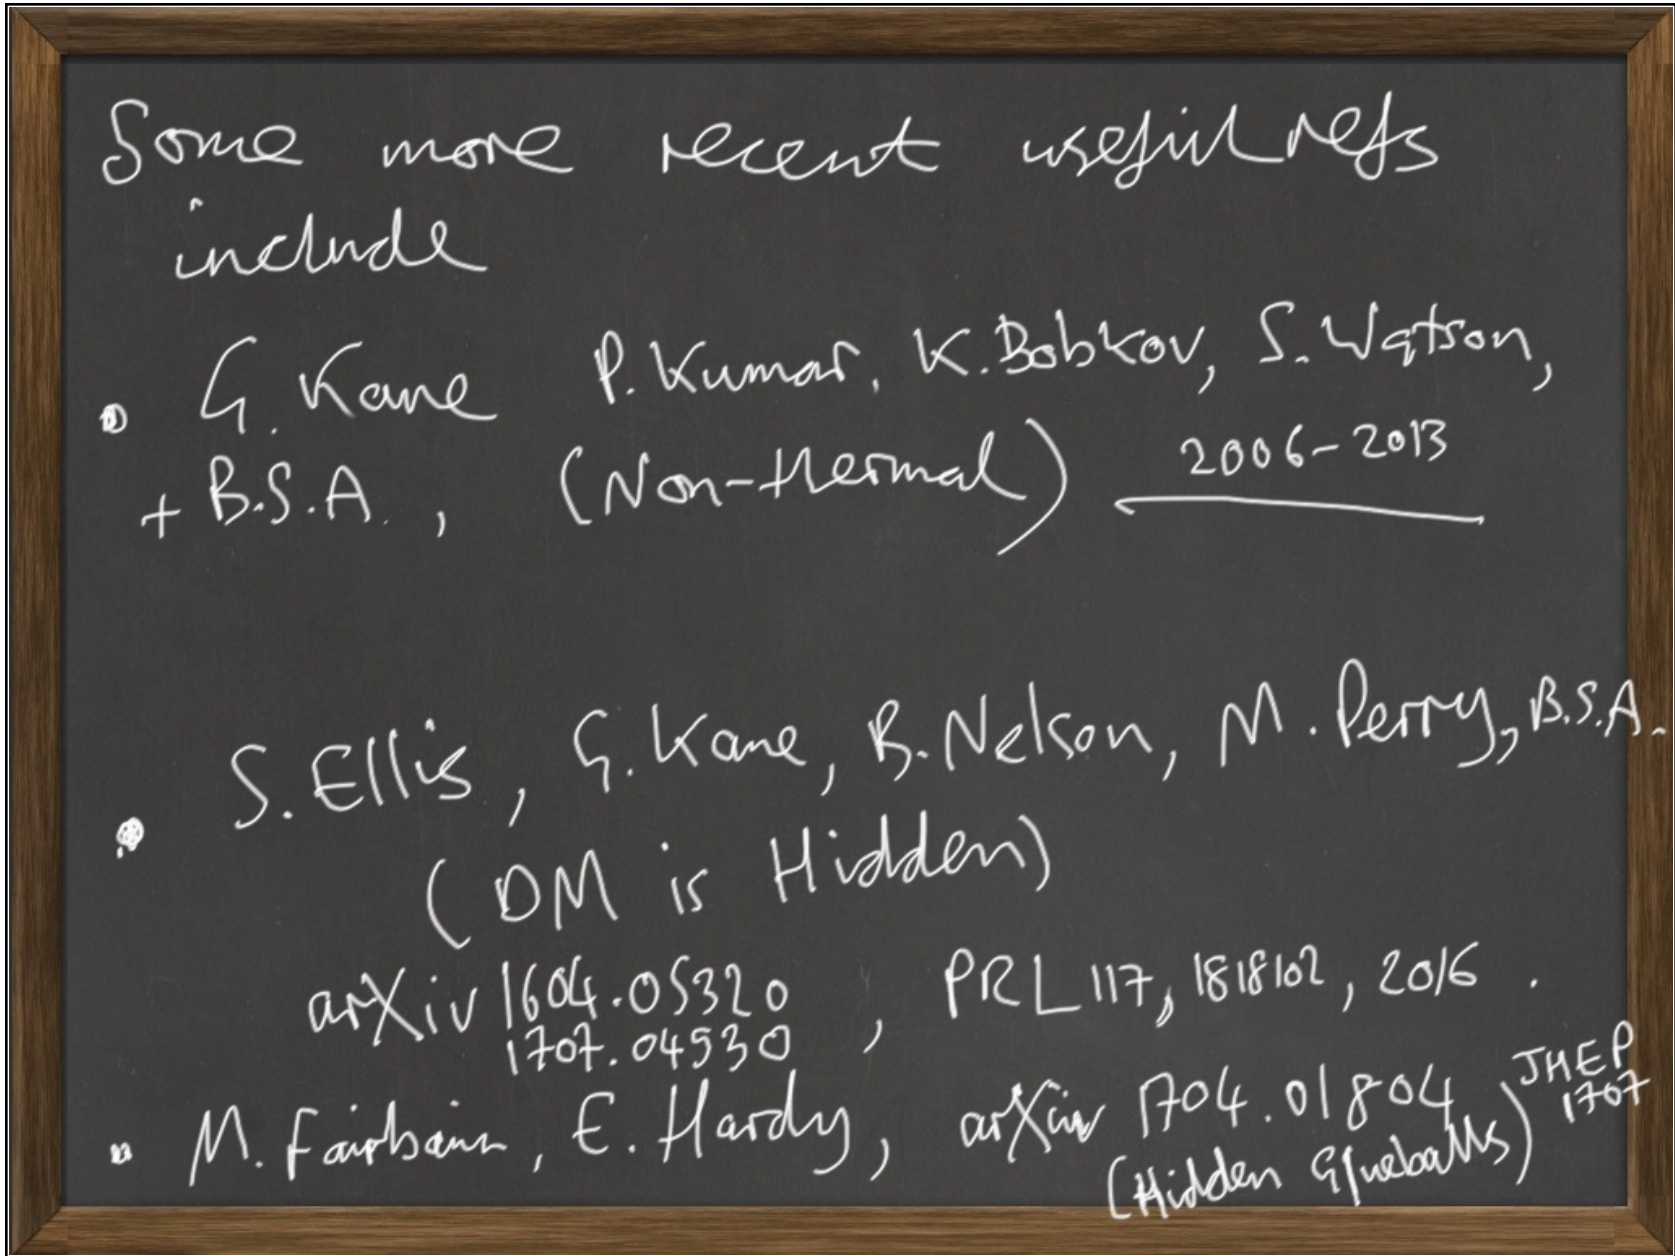 Some more recent useful refs
include
G. Kane P. Kumar, K. Bobkov, S. Watson,
+ B.S.A., (Non-thermal) 2006-2013
S. Ellis, G. Kane, B. Nelson, M. Perry, B.S.A.
(DM is Hidden)
arXiv 1604.05320, PRL 117, 1818102, 2016.
1707.04530
M. Fairbairn, E. Hardy, arXiv 1704.01804 JHEP
1707
(Hidden Glueballs)